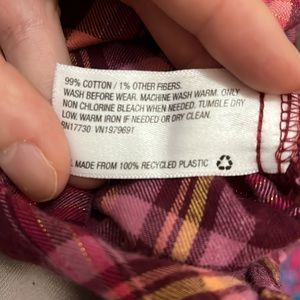 99% COTTON / 1% OTHER FIBERS.
WASH BEFORE WEAR. MACHINE WASH WARM. ONLY
NON CHLORINE BLEACH WHEN NEEDED. TUMBLE DRY
LOW. WARM IRON IF NEEDED OR DRY CLEAN.
RN17730 VN1979691
MADE FROM 100% RECYCLED PLASTIC